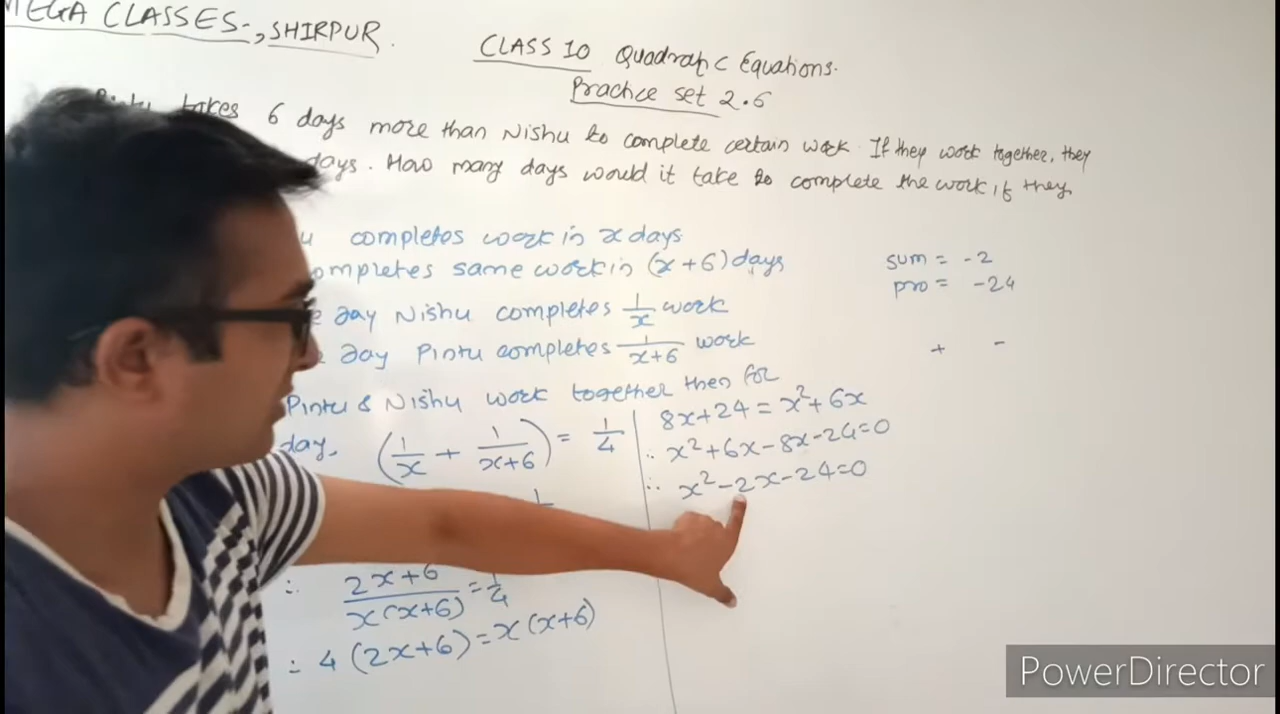 MEGA CLASSES-, SHIRPUR.
CLASS 10 Quadratic Equations.
Practice set 2.6
takes 6 days more than Nishu to complete certain work. If they work together, they
days. How many days would it take to complete the work if they
completes work in x days
completes same work in (x+6) days
day Nishu completes 1/x work
day Pintu completes 1/(x+6) work
Pintu & Nishu work together then for
day, (1/x + 1/(x+6)) = 1/4
∴ (2x+6)/(x(x+6)) = 1/4
∴ 4(2x+6) = x(x+6)
8x+24 = x²+6x
∴ x²+6x-8x-24=0
∴ x²-2x-24=0
sum = -2
pro = -24
+ -
PowerDirector